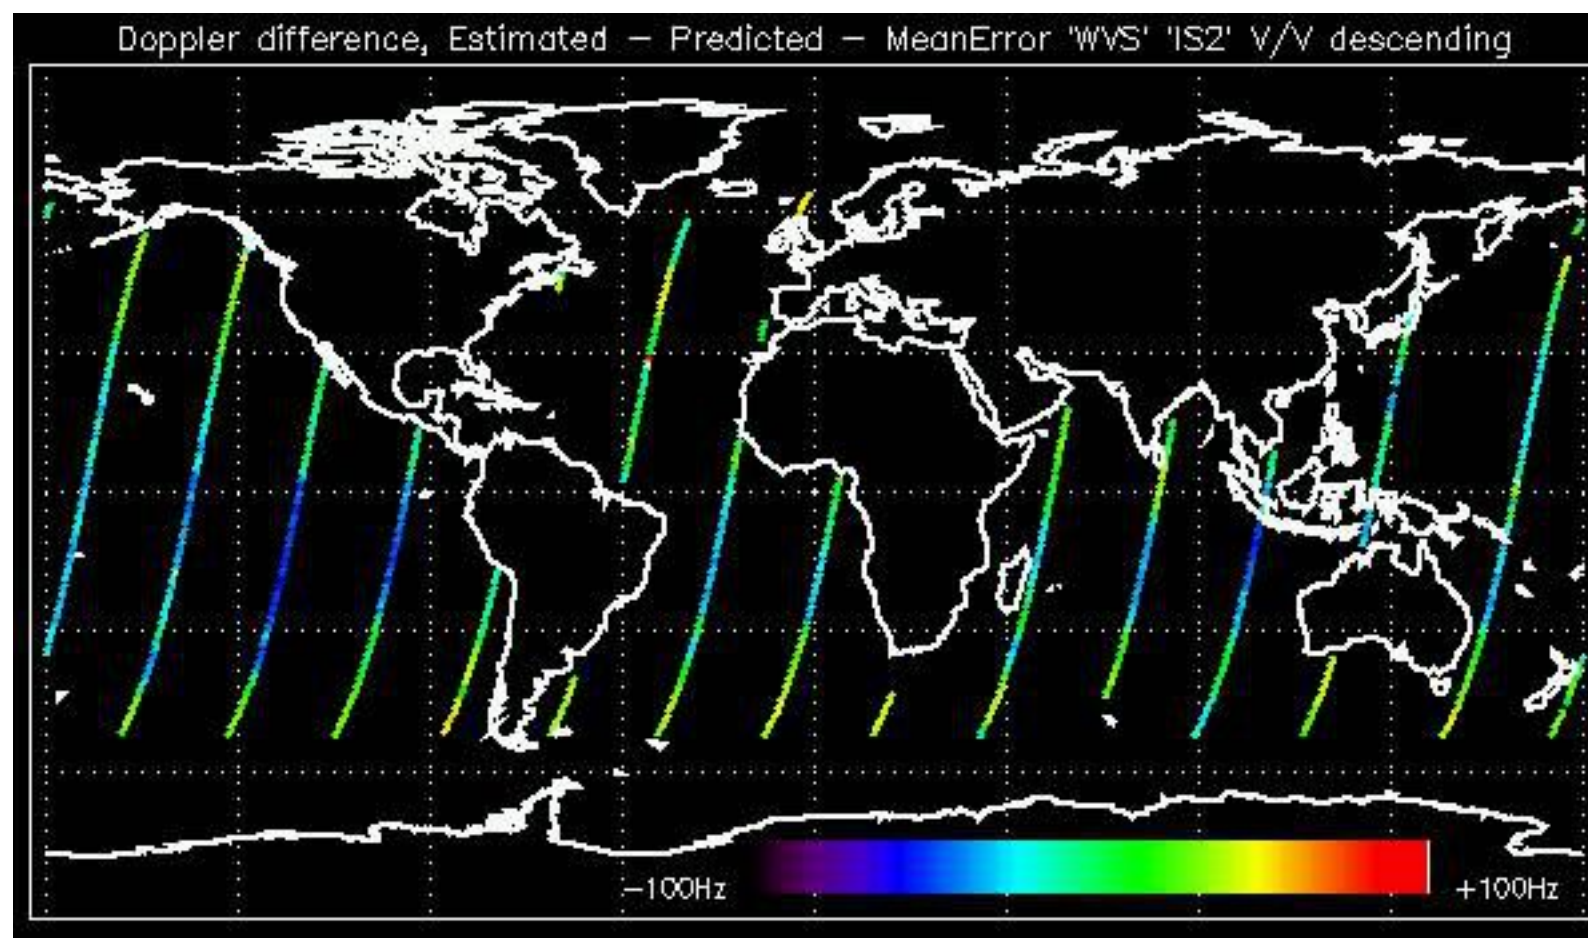 Doppler difference, Estimated - Predicted - MeanError 'WVS' 'IS2' V/V descending
-100Hz +100Hz